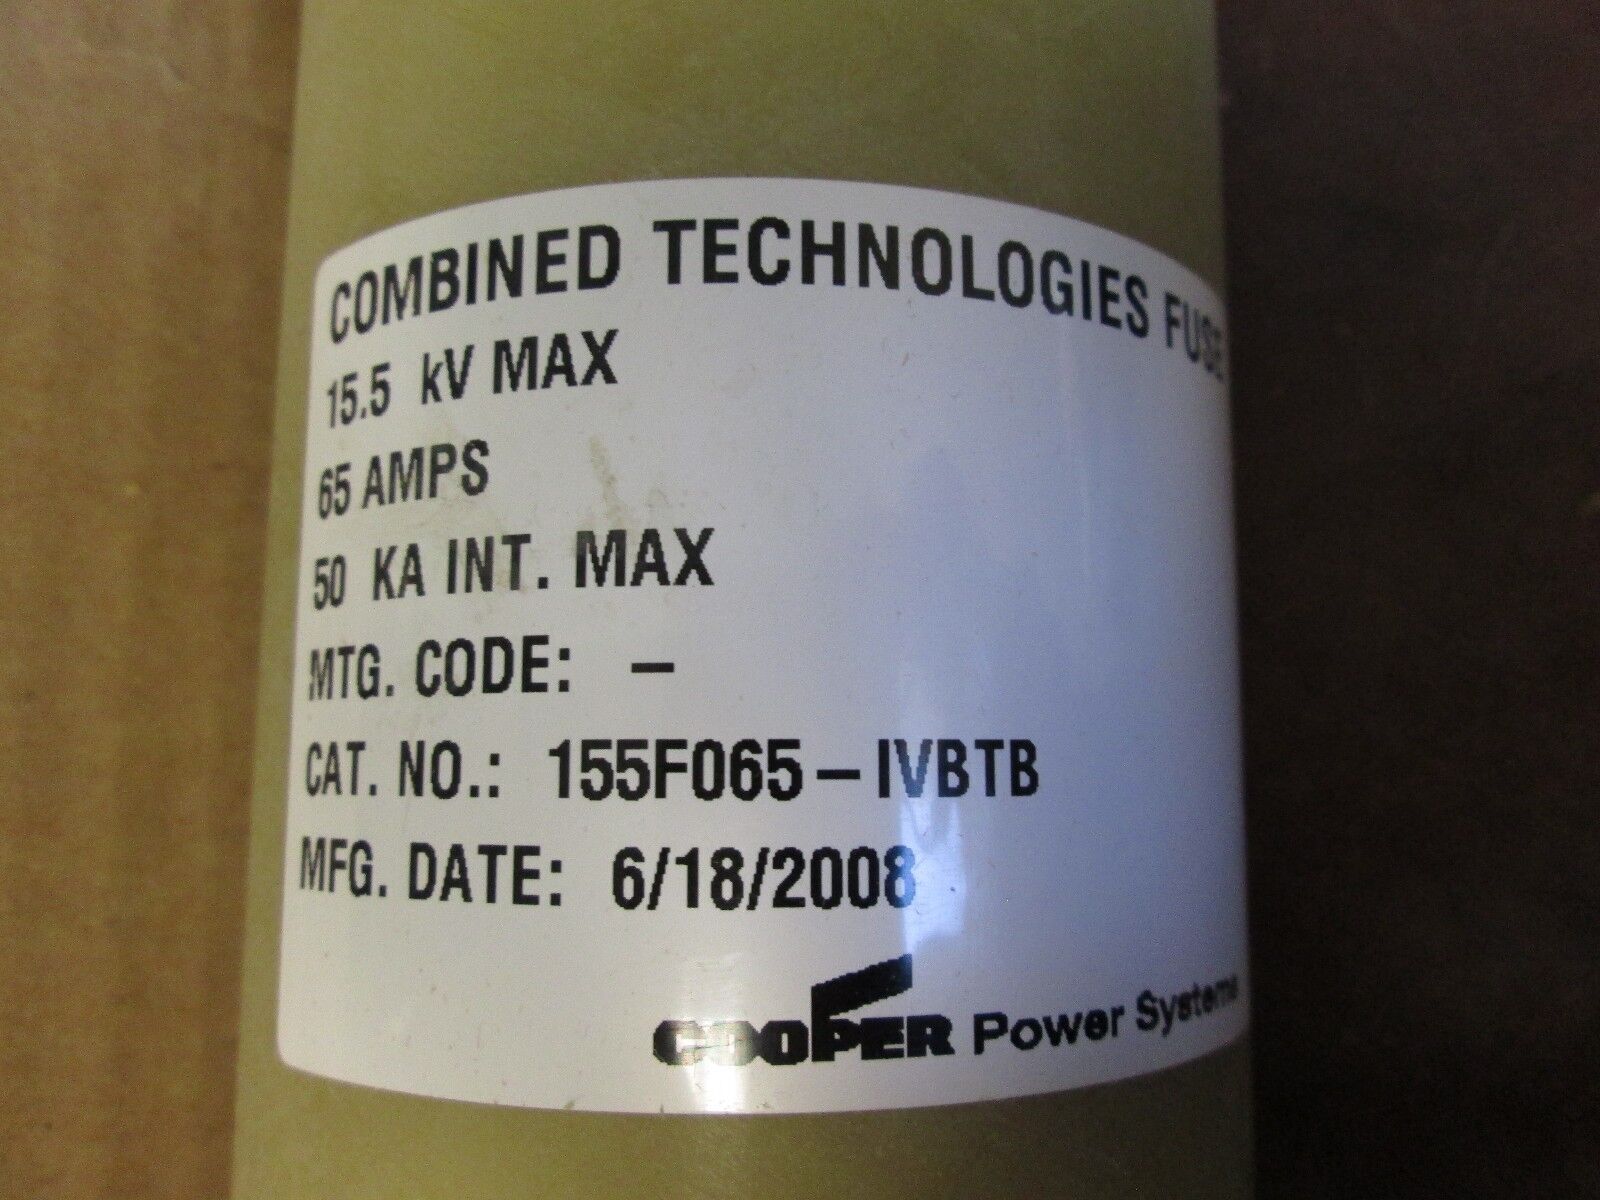 COMBINED TECHNOLOGIES FUSE
15.5 kV MAX
65 AMPS
50 KA INT. MAX
MTG. CODE: –
CAT. NO.: 155F065-IVBTB
MFG. DATE: 6/18/2008
COOPER Power Systems